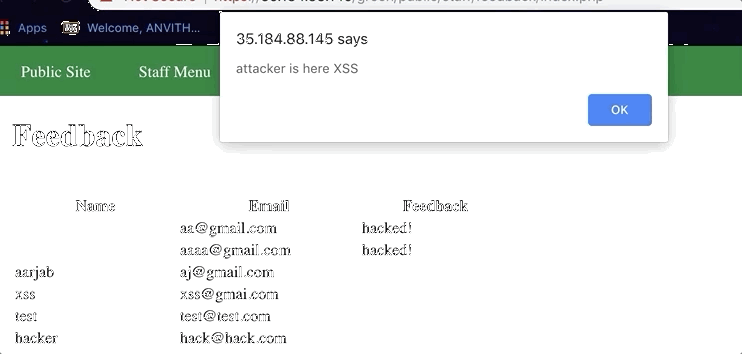 Apps Welcome, ANVITH...
35.184.88.145 says
attacker is here XSS
OK
Public Site Staff Menu
Feedback
Name Email Feedback
aa@gmail.com hacked!
aaaa@gmail.com hacked!
aarjab aj@gmail.com
xss xss@gmai.com
test test@test.com
hacker hack@hack.com